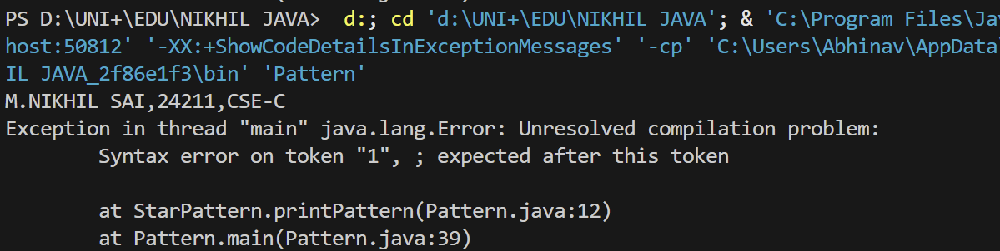 PS D:\UNI+\EDU\NIKHIL JAVA>  d:; cd 'd:\UNI+\EDU\NIKHIL JAVA'; & 'C:\Program Files\Jav
host:50812' '-XX:+ShowCodeDetailsInExceptionMessages' '-cp' 'C:\Users\Abhinav\AppData
IL JAVA_2f86e1f3\bin' 'Pattern'
M.NIKHIL SAI,24211,CSE-C
Exception in thread "main" java.lang.Error: Unresolved compilation problem:
        Syntax error on token "1", ; expected after this token

        at StarPattern.printPattern(Pattern.java:12)
        at Pattern.main(Pattern.java:39)